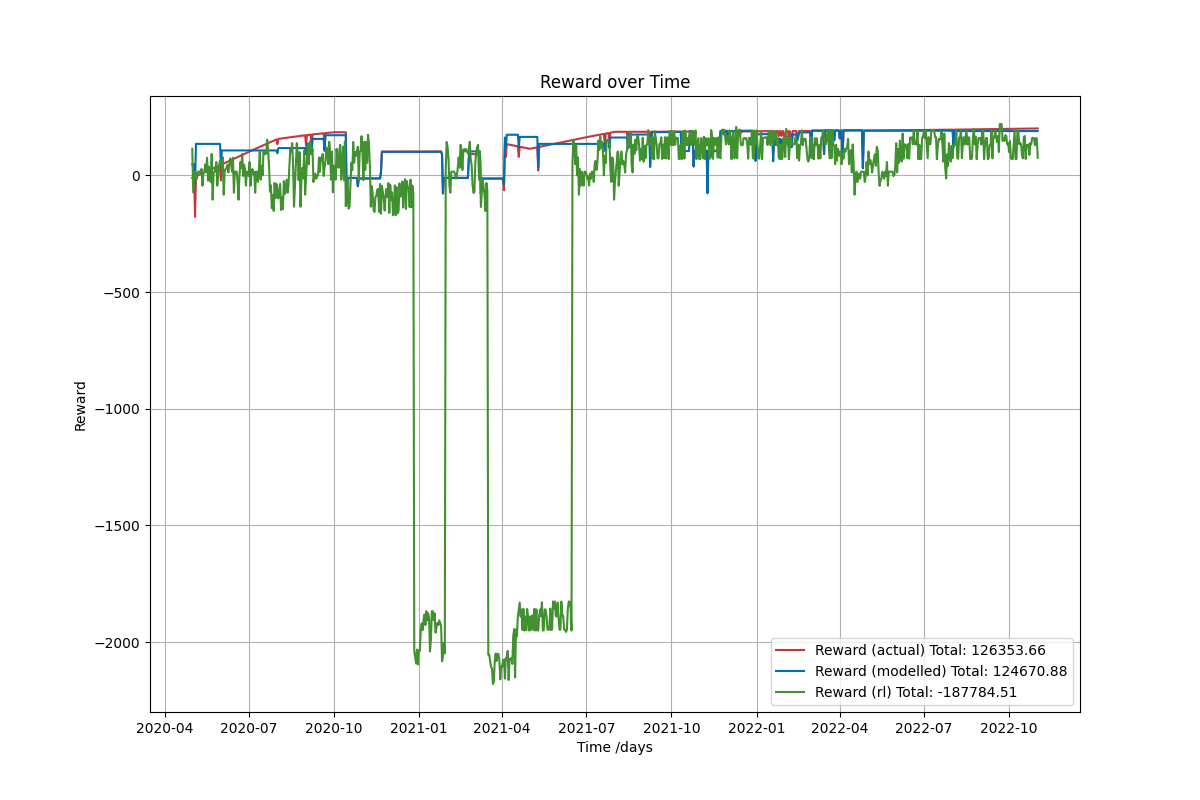 Reward over Time
0
−500
−1000
−1500
−2000
Reward
Reward (actual) Total: 126353.66
Reward (modelled) Total: 124670.88
Reward (rl) Total: -187784.51
2020-04 2020-07 2020-10 2021-01 2021-04 2021-07 2021-10 2022-01 2022-04 2022-07 2022-10
Time /days